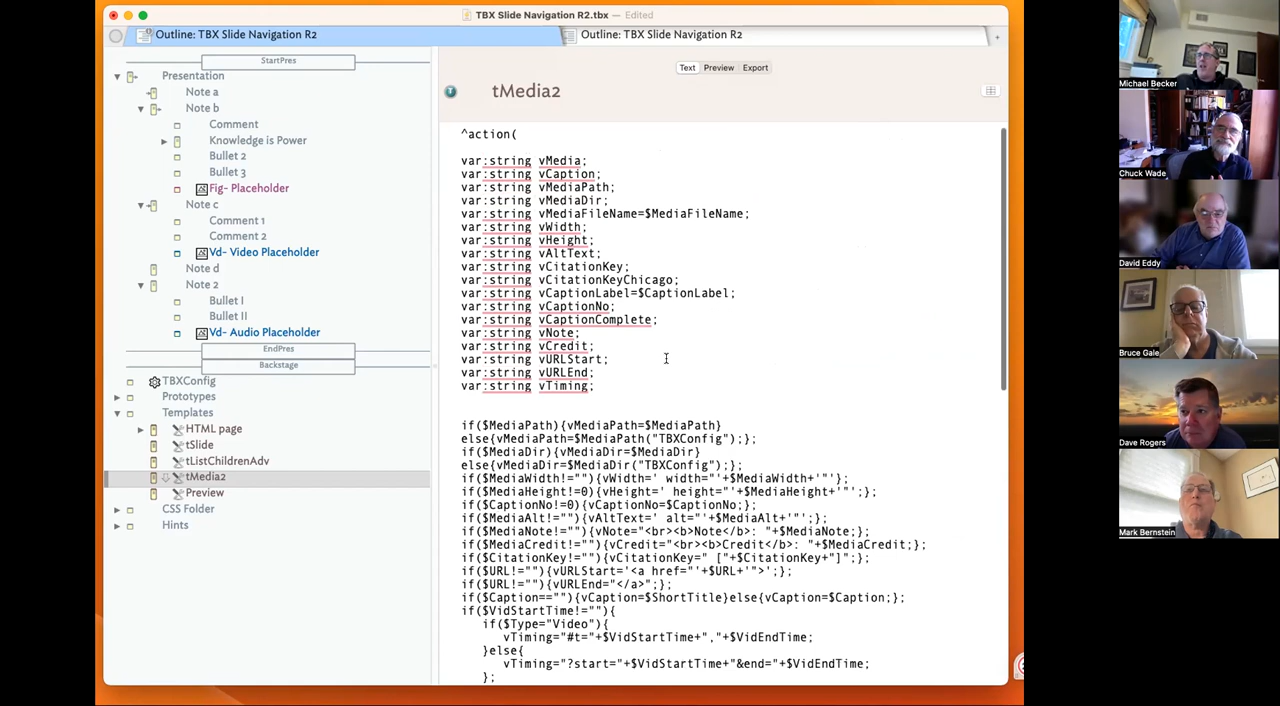 TBX Slide Navigation R2.tbx — Edited
Outline: TBX Slide Navigation R2
Outline: TBX Slide Navigation R2
StartPres
Presentation
Note a
Note b
Comment
Knowledge is Power
Bullet 2
Bullet 3
Fig- Placeholder
Note c
Comment 1
Comment 2
Vd- Video Placeholder
Note d
Note 2
Bullet I
Bullet II
Vd- Audio Placeholder
EndPres
Backstage
TBXConfig
Prototypes
Templates
HTML page
tSlide
tListChildrenAdv
tMedia2
Preview
CSS Folder
Hints
Text Preview Export
T
tMedia2
^action(
var:string vMedia;
var:string vCaption;
var:string vMediaPath;
var:string vMediaDir;
var:string vMediaFileName=$MediaFileName;
var:string vWidth;
var:string vHeight;
var:string vAltText;
var:string vCitationKey;
var:string vCitationKeyChicago;
var:string vCaptionLabel=$CaptionLabel;
var:string vCaptionNo;
var:string vCaptionComplete;
var:string vNote;
var:string vCredit;
var:string vURLStart;
var:string vURLEnd;
var:string vTiming;
if($MediaPath){vMediaPath=$MediaPath}
else{vMediaPath=$MediaPath("TBXConfig");};
if($MediaDir){vMediaDir=$MediaDir}
else{vMediaDir=$MediaDir("TBXConfig");};
if($MediaWidth!=""){vWidth=' width="'+$MediaWidth+'"';};
if($MediaHeight!=0){vHeight=' height="'+$MediaHeight+'"';};
if($CaptionNo!=0){vCaptionNo=$CaptionNo;};
if($MediaAlt!=""){vAltText=' alt="'+$MediaAlt+'"';};
if($MediaNote!=""){vNote="<br><b>Note</b>: "+$MediaNote;};
if($MediaCredit!=""){vCredit="<br><b>Credit</b>: "+$MediaCredit;};
if($CitationKey!=""){vCitationKey=" ["+$CitationKey+"]";};
if($URL!=""){vURLStart='<a href="'+$URL+'">';};
if($URL!=""){vURLEnd="</a>";};
if($Caption==""){vCaption=$ShortTitle}else{vCaption=$Caption;};
if($VidStartTime!=""){
if($Type="Video"){
vTiming="#t="+$VidStartTime+","+$VidEndTime;
}else{
vTiming="?start="+$VidStartTime+"&end="+$VidEndTime;
};
Michael Becker
Chuck Wade
David Eddy
Bruce Gale
Dave Rogers
Mark Bernstein